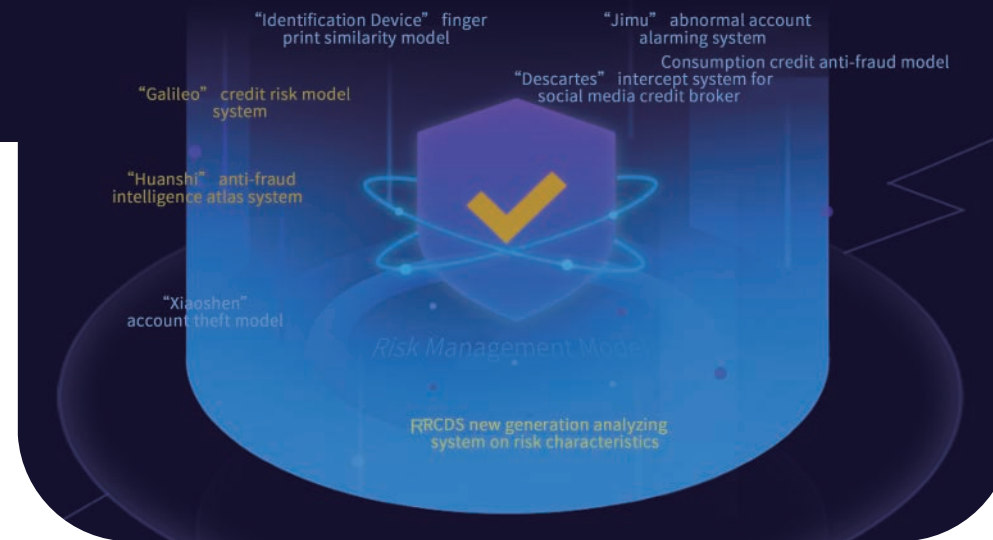 “Identification Device” finger
print similarity model
“Jimu” abnormal account
alarming system
Consumption credit anti-fraud model
“Descartes” intercept system for
social media credit broker
“Galileo” credit risk model
system
“Huanshi” anti-fraud
intelligence atlas system
“Xiaoshen”
account theft model
Risk Management Model
RRCDS new generation analyzing
system on risk characteristics